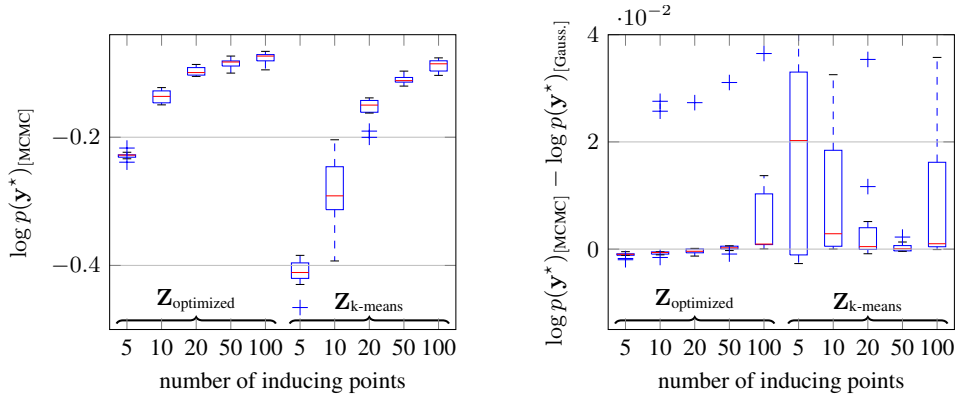 −0.2
−0.4
log p(y⋆)[MCMC]
Zoptimized
Zk-means
5 10 20 50 100 5 10 20 50 100
number of inducing points
·10−2
4
2
0
log p(y⋆)[MCMC] − log p(y⋆)[Gauss.]
Zoptimized
Zk-means
5 10 20 50 100 5 10 20 50 100
number of inducing points